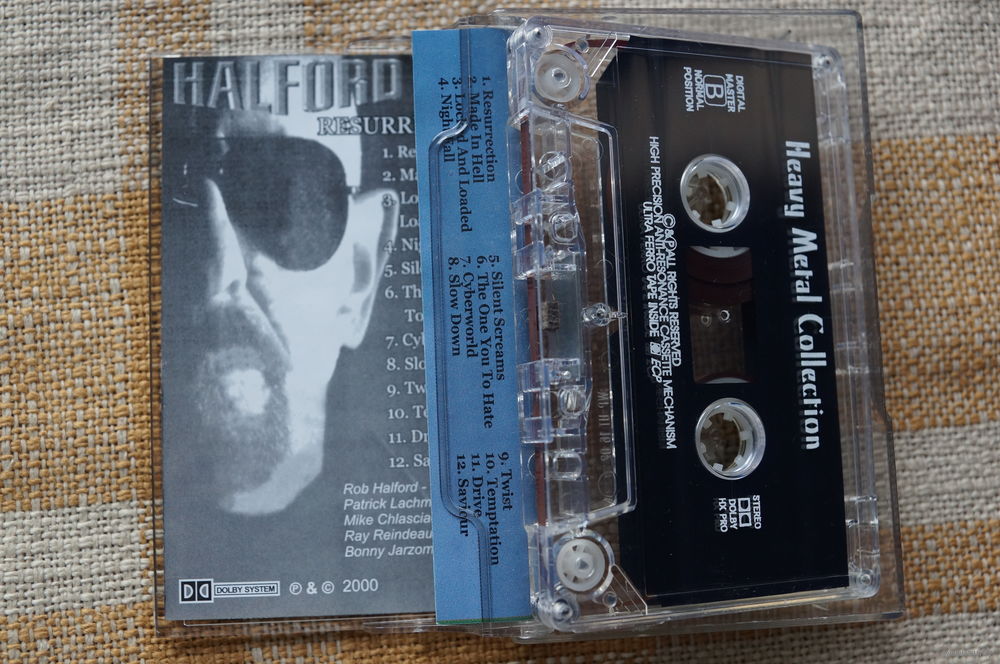 HALFORD
RESURR
1. Re
2. Ma
3. Lo
Lo
4. Ni
5. Sil
6. Th
To
7. Cyb
8. Slo
9. Tw
10. Te
11. Dr
12. Sa
Rob Halford -
Patrick Lachm
Mike Chlascia
Ray Reindeau
Bonny Jarzom
DOLBY SYSTEM
℗ & © 2000
1. Resurrection
2. Made In Hell
3. Locked And Loaded
4. Night Fall
5. Silent Screams
6. The One You To Hate
7. Cyberworld
8. Slow Down
9. Twist
10. Temptation
11. Drive
12. Saviour
Heavy Metal Collection
DIGITAL
MASTER
B
NORMAL
POSITION
STEREO
DOLBY
HX PRO
© & ℗ ALL RIGHTS RESERVED
HIGH PRECISION ANTI-RESONANCE CASSETTE MECHANISM
ULTRA FERRO TAPE INSIDE ECP